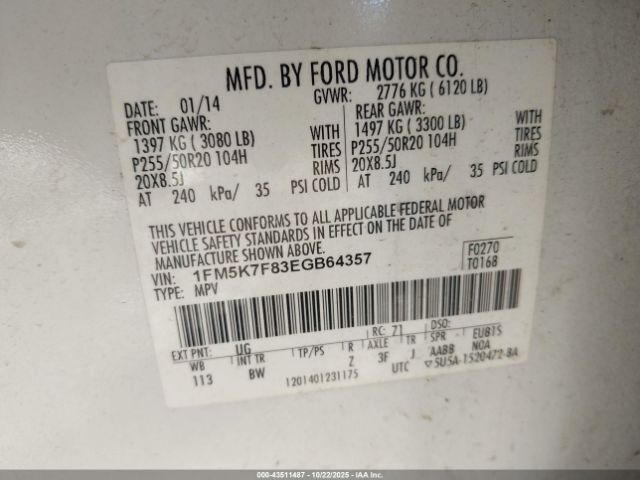 MFD. BY FORD MOTOR CO.
DATE: 01/14 GVWR: 2776 KG ( 6120 LB)
FRONT GAWR: REAR GAWR:
1397 KG ( 3080 LB) WITH 1497 KG ( 3300 LB) WITH
P255/50R20 104H TIRES P255/50R20 104H TIRES
20X8.5J RIMS 20X8.5J RIMS
AT 240 kPa/ 35 PSI COLD AT 240 kPa/ 35 PSI COLD
THIS VEHICLE CONFORMS TO ALL APPLICABLE FEDERAL MOTOR
VEHICLE SAFETY STANDARDS IN EFFECT ON THE DATE OF
MANUFACTURE SHOWN ABOVE.
VIN: 1FM5K7F83EGB64357 F0270
TYPE: MPV T0168
EXT PNT: UG RC: 71 DSO:
WB INT TR TP/PS R AXLE TR SPR EU81S
113 BW Z 3F J AABB NOA
1201401231175 UTC ▽5U5A-1520472-BA
000-43511487 - 10/22/2025 - IAAI.COM